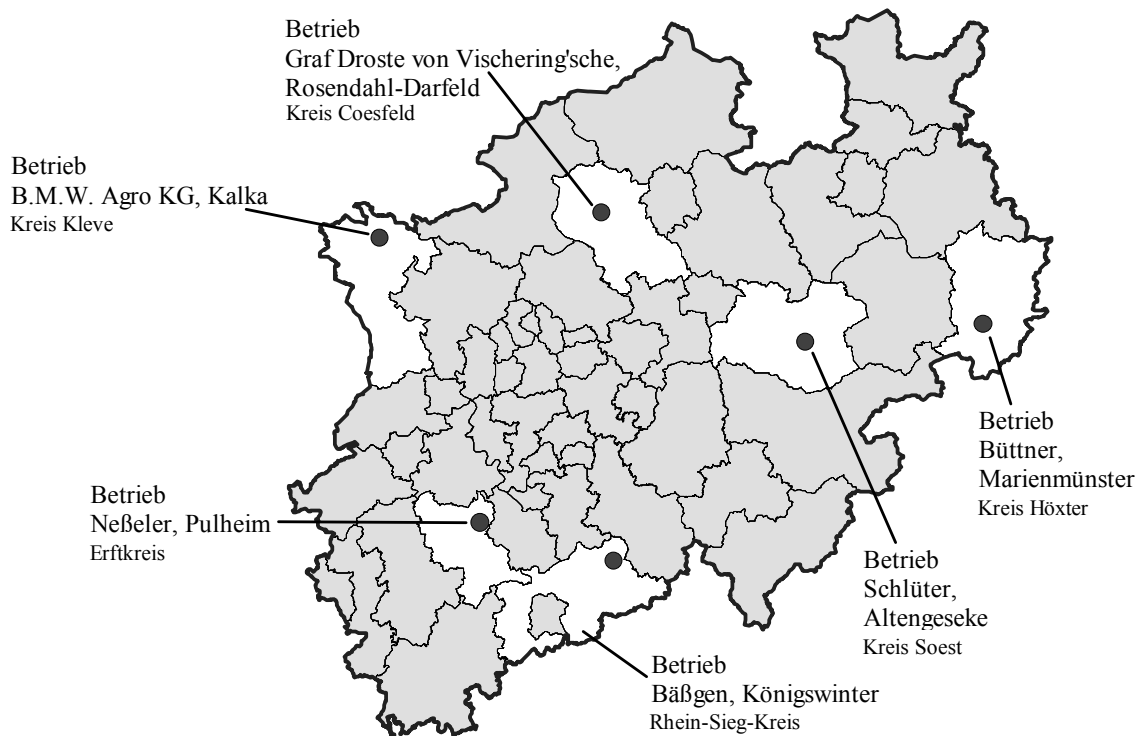 Betrieb
Graf Droste von Vischering'sche,
Rosendahl-Darfeld
Kreis Coesfeld
Betrieb
B.M.W. Agro KG, Kalka
Kreis Kleve
Betrieb
Büttner,
Marienmünster
Kreis Höxter
Betrieb
Neßeler, Pulheim
Erftkreis
Betrieb
Schlüter,
Altengeseke
Kreis Soest
Betrieb
Bäßgen, Königswinter
Rhein-Sieg-Kreis